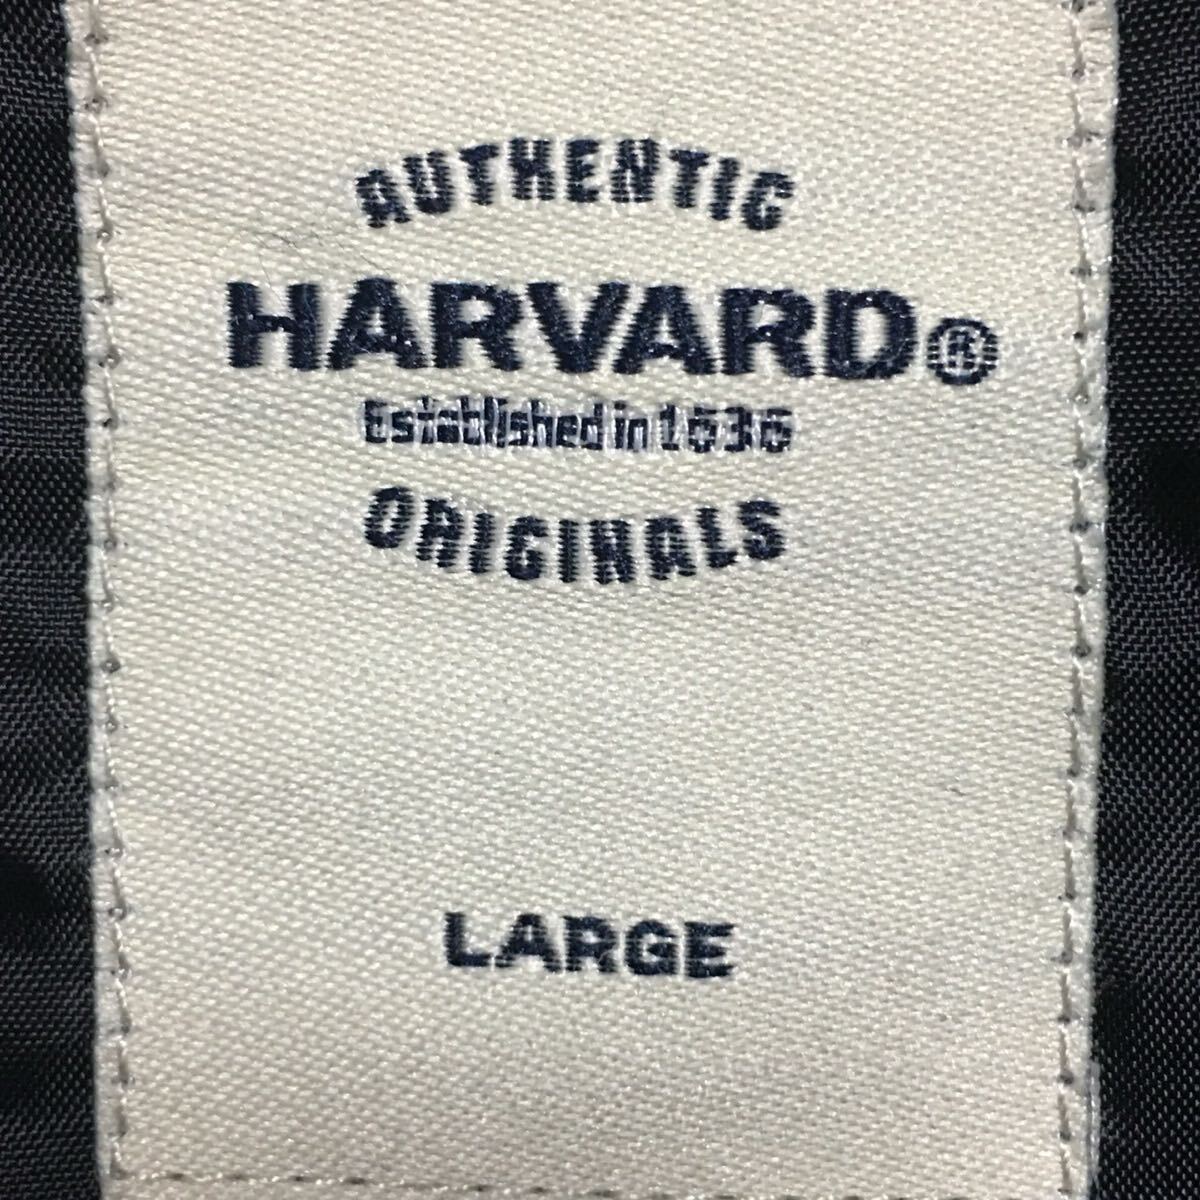 AUTHENTIC
HARVARD®
Established in 1636
ORIGINALS
LARGE